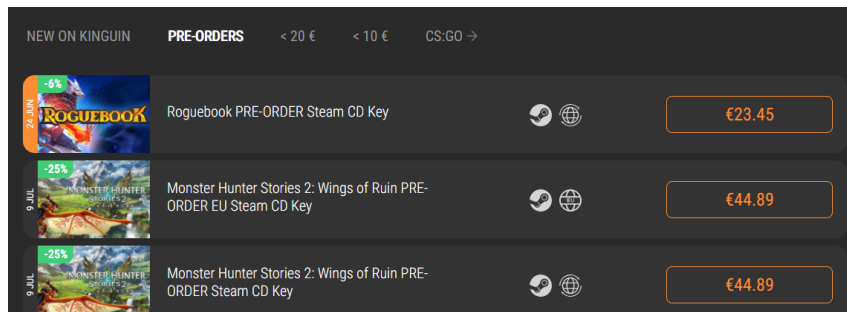 NEW ON KINGUIN PRE-ORDERS < 20 € < 10 € CS:GO →
-6%
24 JUN
ROGUEBOOK
Roguebook PRE-ORDER Steam CD Key
€23.45
-25%
9 JUL
MONSTER HUNTER
STORIES 2
Monster Hunter Stories 2: Wings of Ruin PRE-
ORDER EU Steam CD Key
EU
€44.89
-25%
9 JUL
MONSTER HUNTER
STORIES 2
Monster Hunter Stories 2: Wings of Ruin PRE-
ORDER Steam CD Key
€44.89